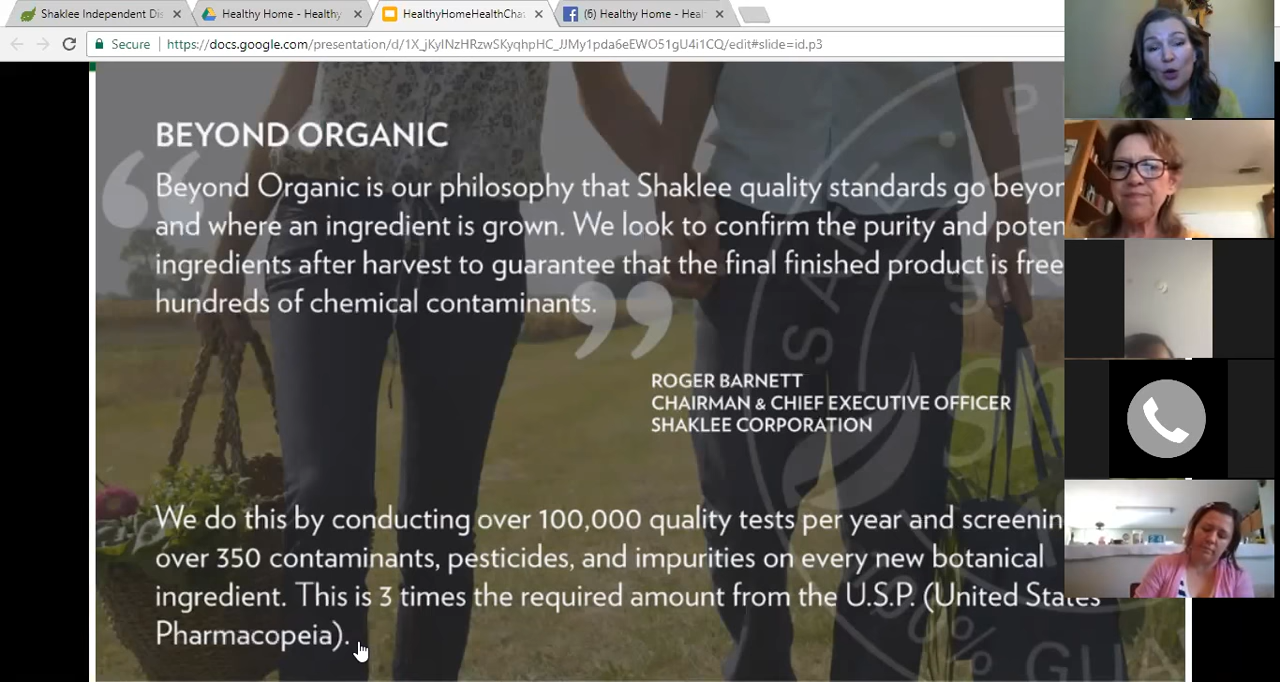 Shaklee Independent Di
Healthy Home - Healthy
HealthyHomeHealthCha
(6) Healthy Home - Heal
Secure
https://docs.google.com/presentation/d/1X_jKyINzHRzwSKyqhpHC_JJMy1pda6eEWO51gU4i1CQ/edit#slide=id.p3
BEYOND ORGANIC
Beyond Organic is our philosophy that Shaklee quality standards go beyon
and where an ingredient is grown. We look to confirm the purity and poten
ingredients after harvest to guarantee that the final finished product is free
hundreds of chemical contaminants.
ROGER BARNETT
CHAIRMAN & CHIEF EXECUTIVE OFFICER
SHAKLEE CORPORATION
We do this by conducting over 100,000 quality tests per year and screenin
over 350 contaminants, pesticides, and impurities on every new botanical
ingredient. This is 3 times the required amount from the U.S.P. (United States
Pharmacopeia).
100%
GUA